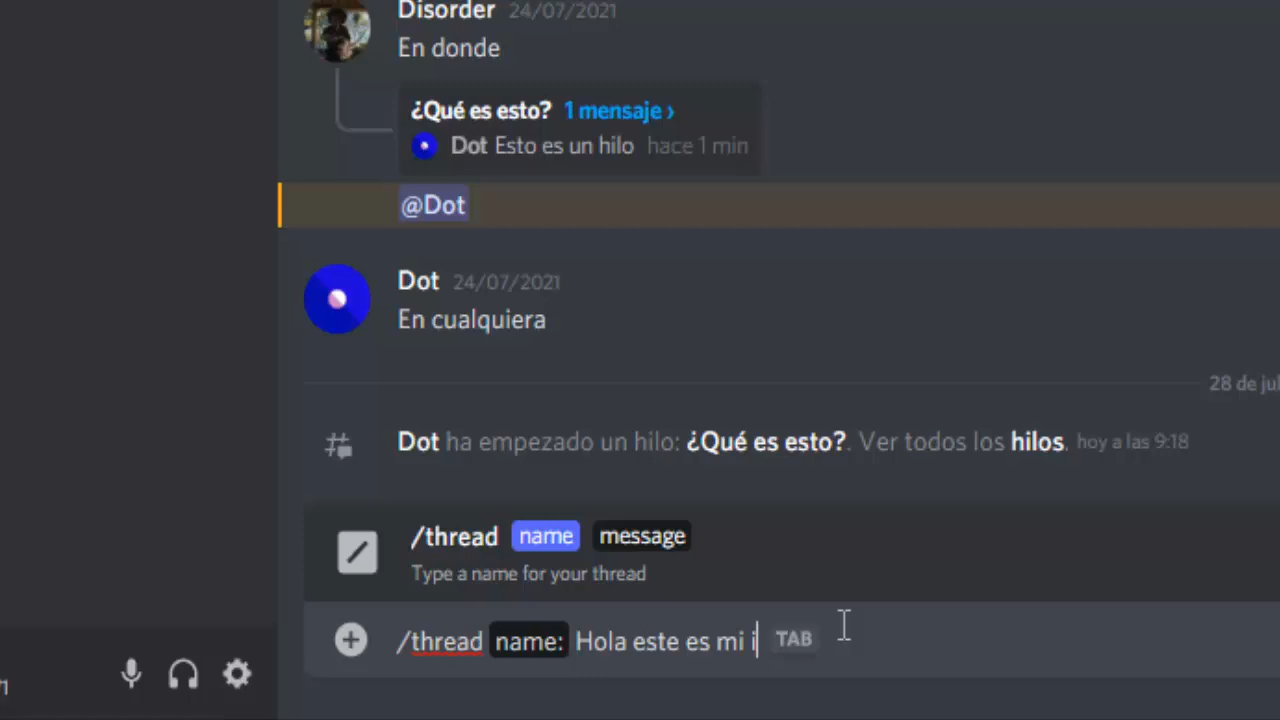 Disorder 24/07/2021
En donde
¿Qué es esto? 1 mensaje ›
Dot Esto es un hilo hace 1 min
@Dot
Dot 24/07/2021
En cualquiera
28 de jul
Dot ha empezado un hilo: ¿Qué es esto?. Ver todos los hilos. hoy a las 9:18
/thread name message
Type a name for your thread
/thread name: Hola este es mi i TAB